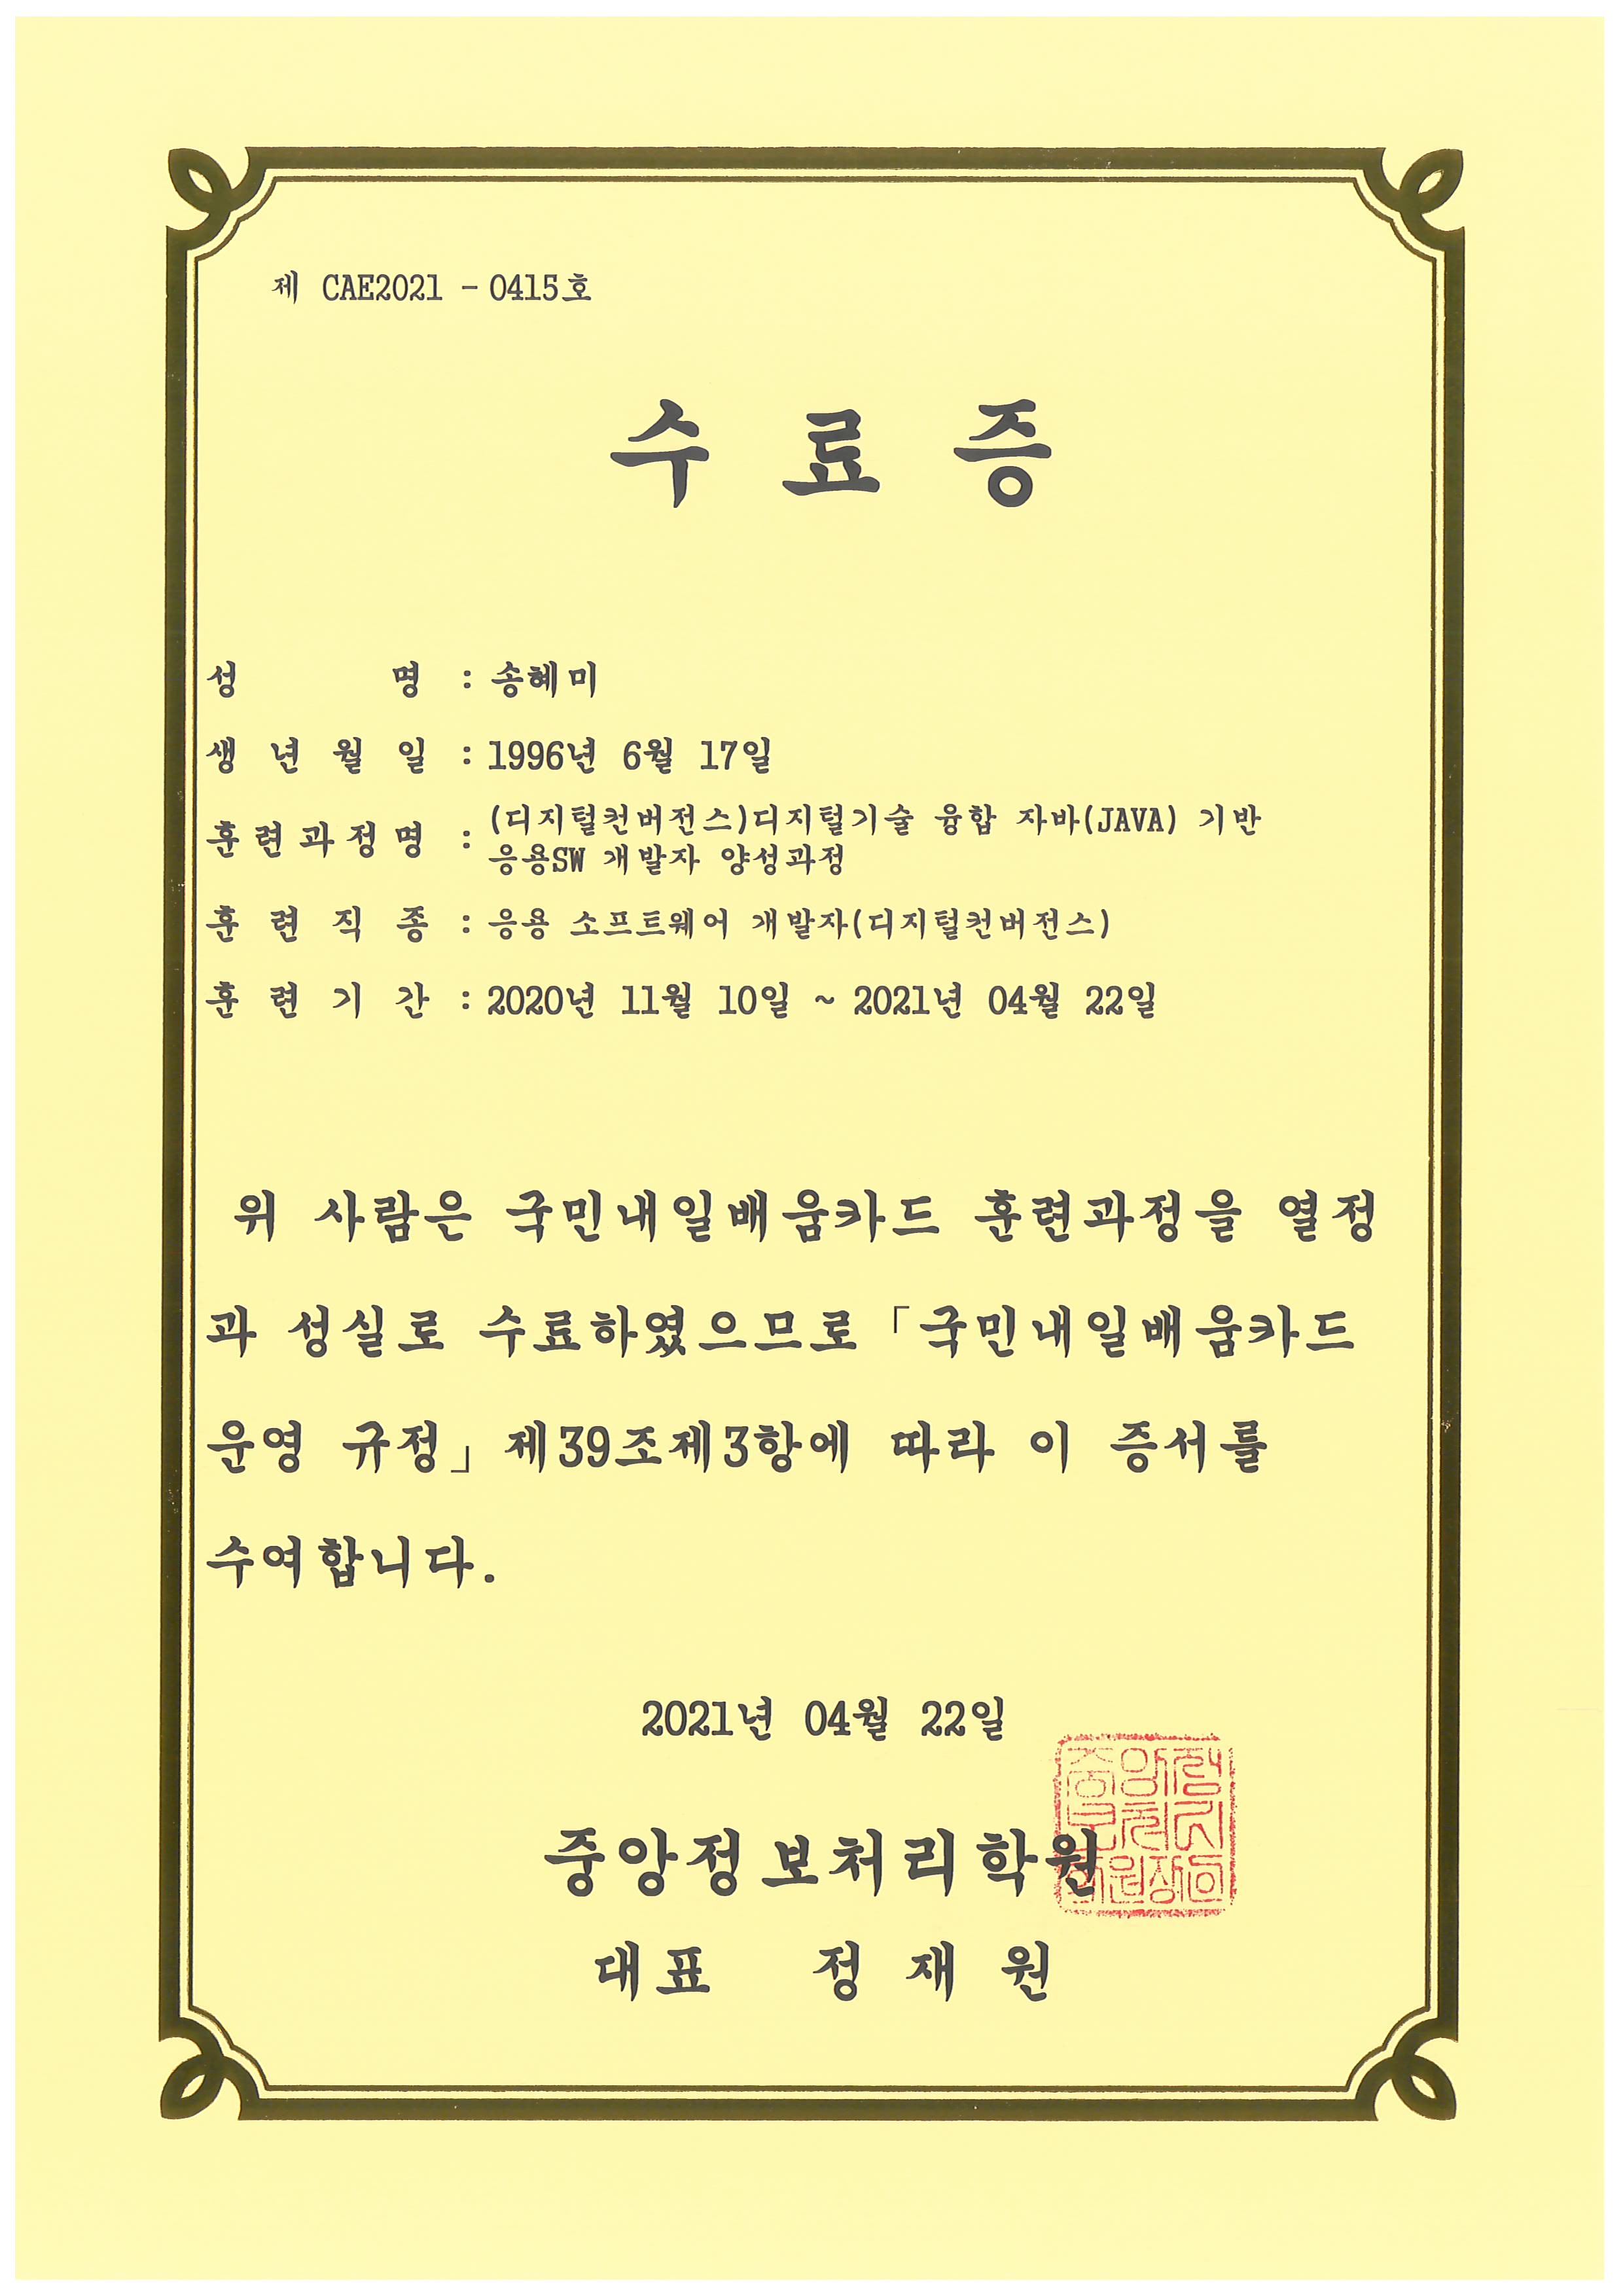 제 CAE2021 - 0415호
수 료 증
성 명 : 송혜미
생 년 월 일 : 1996년 6월 17일
훈련과정명 : (디지털컨버전스)디지털기술 융합 자바(JAVA) 기반
응용SW 개발자 양성과정
훈 련 직 종 : 응용 소프트웨어 개발자(디지털컨버전스)
훈 련 기 간 : 2020년 11월 10일 ~ 2021년 04월 22일
위 사람은 국민내일배움카드 훈련과정을 열정
과 성실로 수료하였으므로「국민내일배움카드
운영 규정」제39조제3항에 따라 이 증서를
수여합니다.
2021년 04월 22일
중앙정보처리학원
대표 정 재 원